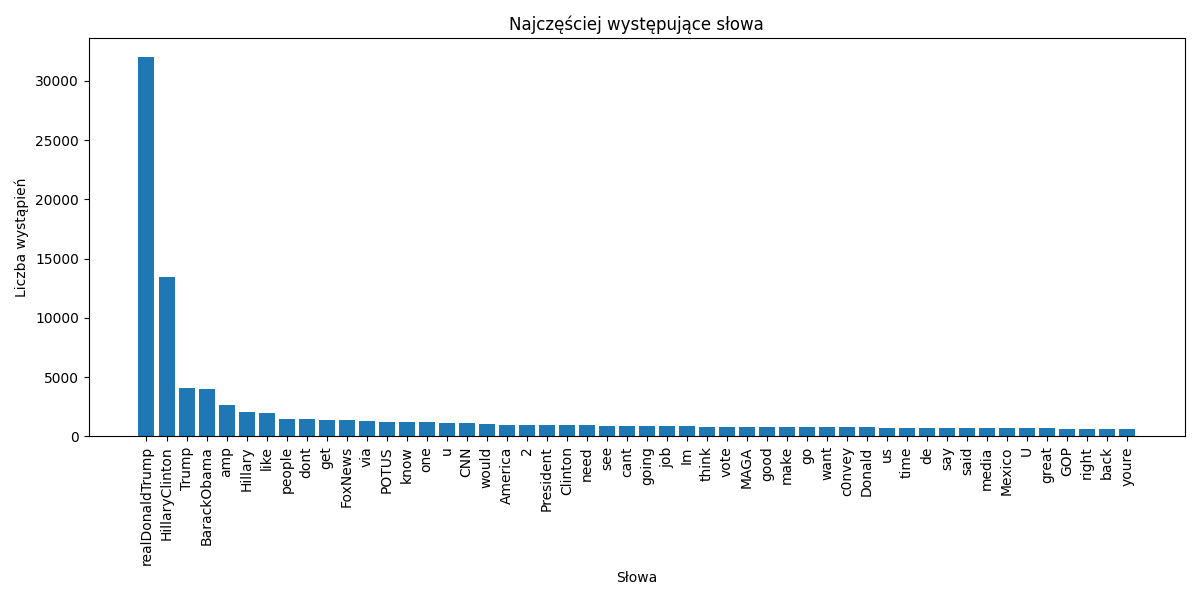 Najczęściej występujące słowa
Liczba wystąpień
30000
25000
20000
15000
10000
5000
0
realDonaldTrump
HillaryClinton
Trump
BarackObama
amp
Hillary
like
people
dont
get
FoxNews
via
POTUS
know
one
u
CNN
would
America
2
President
Clinton
need
see
cant
going
job
Im
think
vote
MAGA
good
make
go
want
c0nvey
Donald
us
time
de
say
said
media
Mexico
U
great
GOP
right
back
youre
Słowa